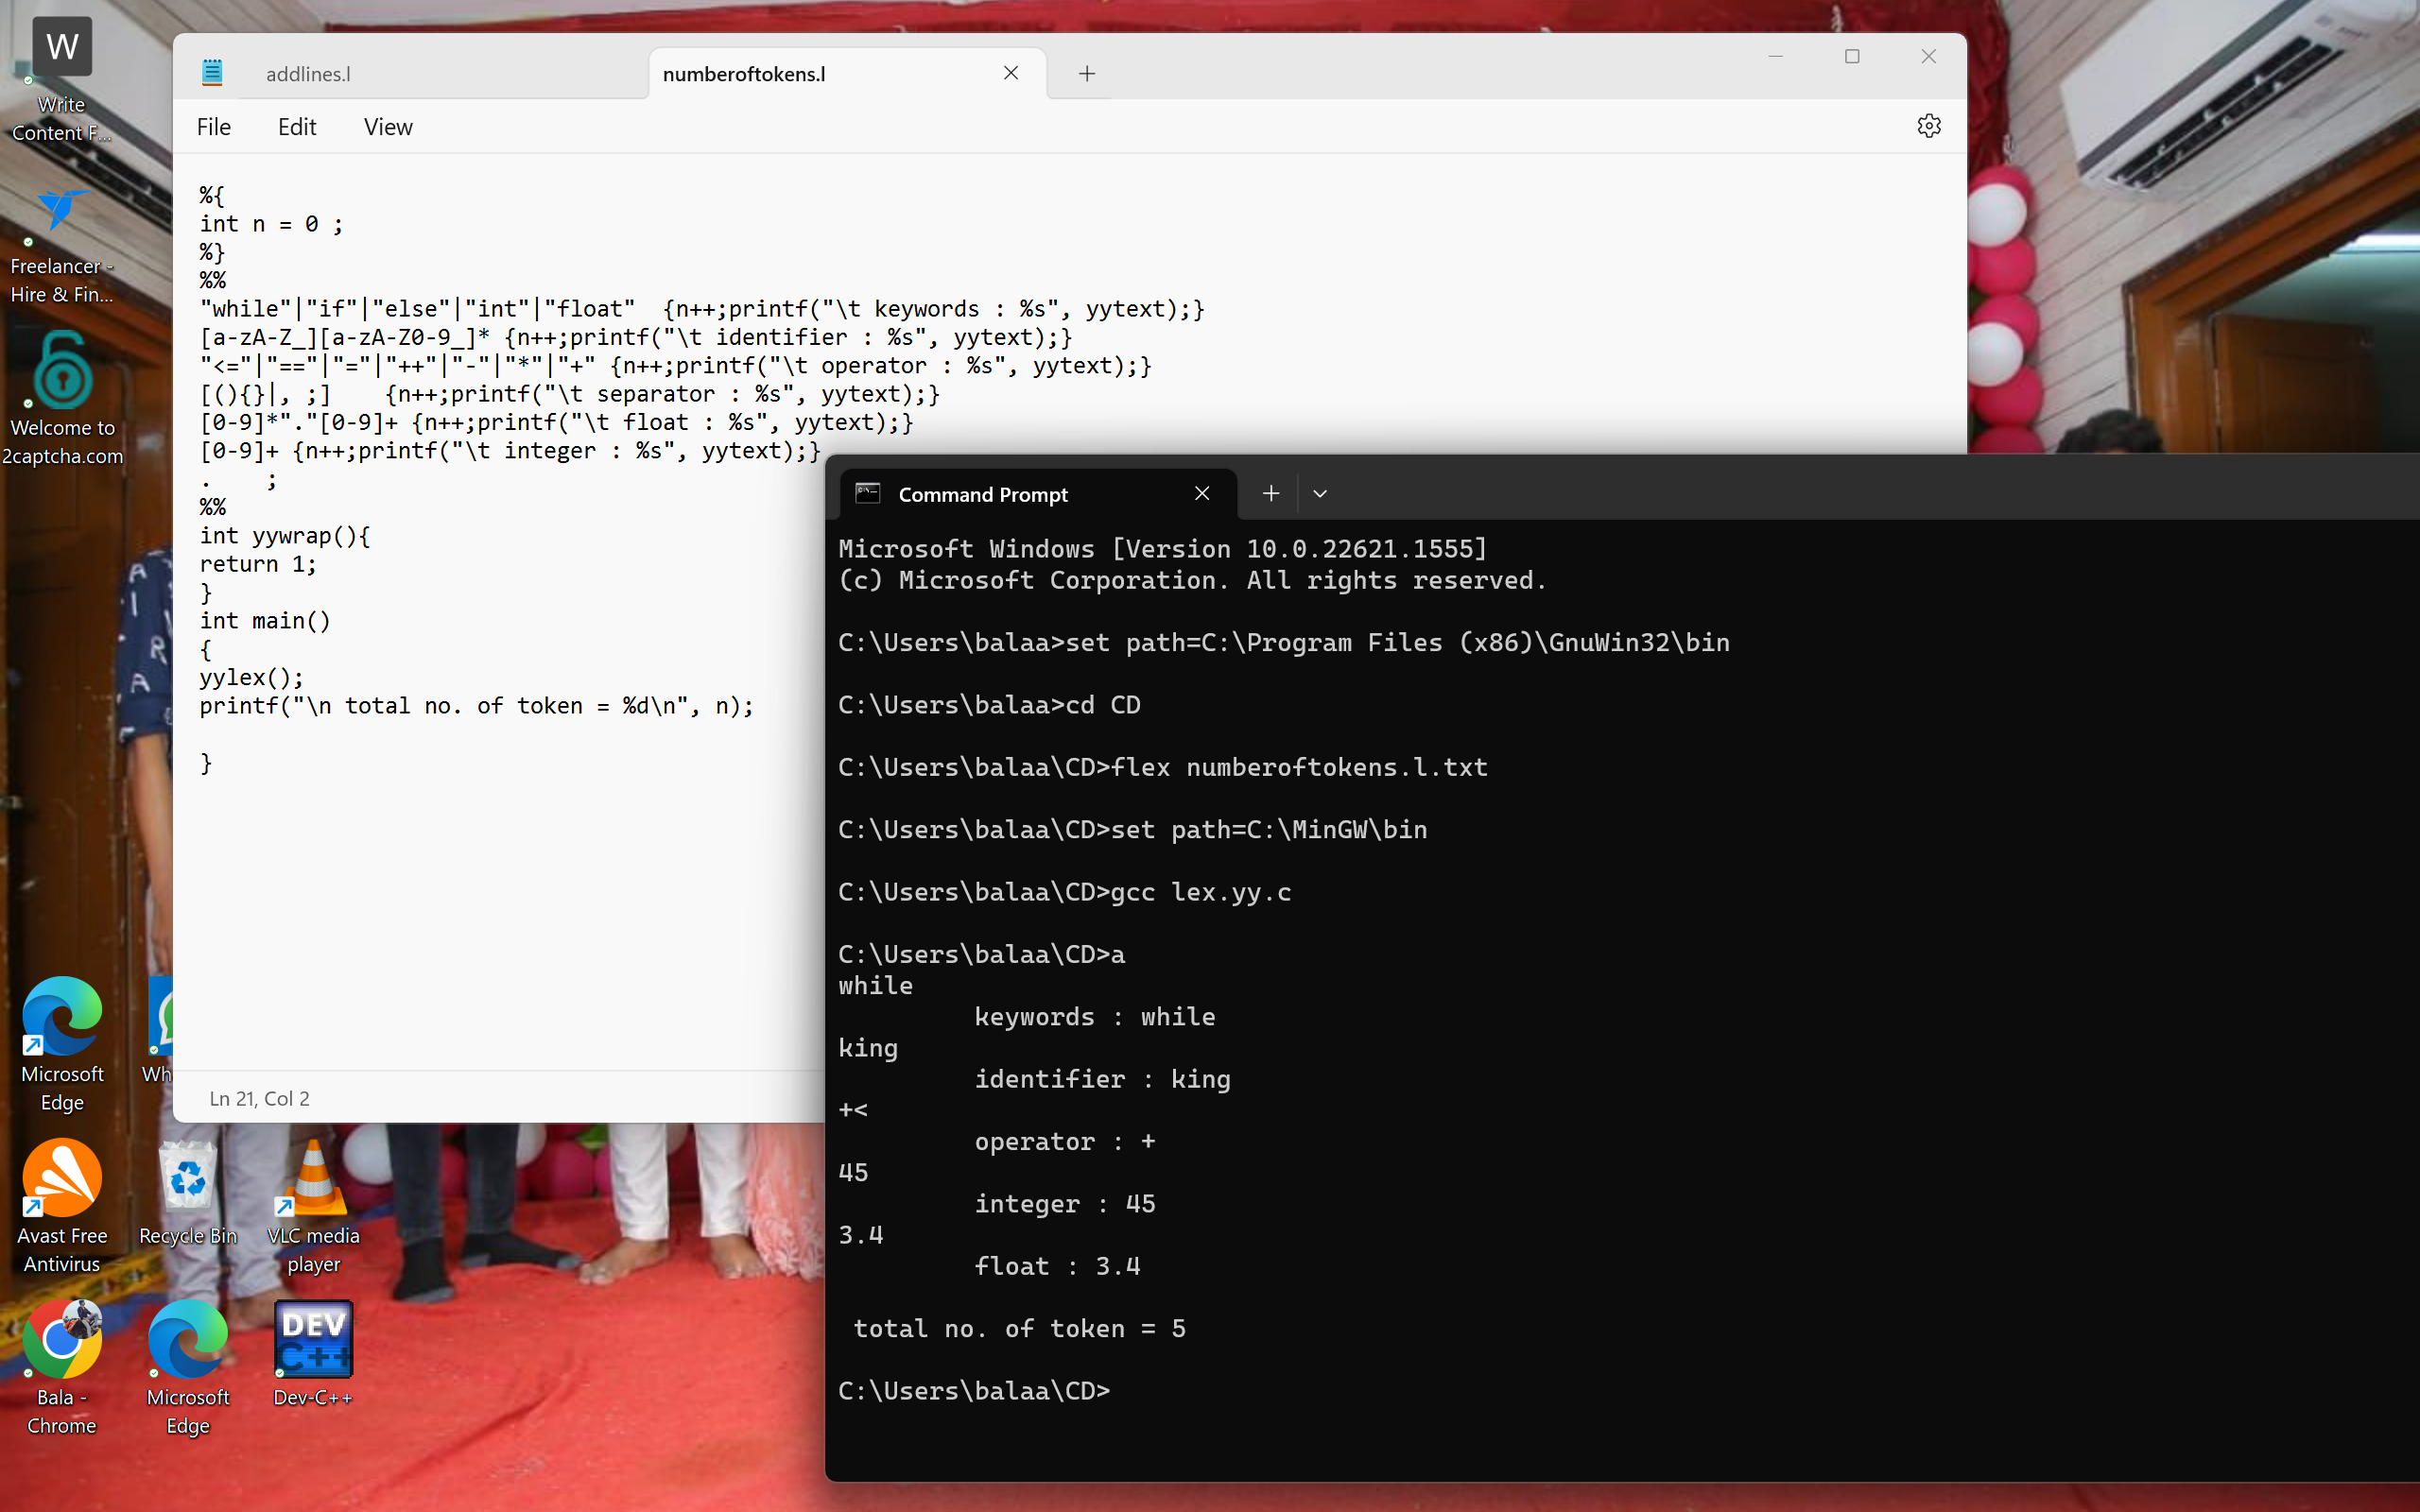 W
Write
Content F...
Freelancer -
Hire & Fin...
Welcome to
2captcha.com
addlines.l
numberoftokens.l
File Edit View
%{
int n = 0 ;
%}
%%
"while"|"if"|"else"|"int"|"float"  {n++;printf("\t keywords : %s", yytext);}
[a-zA-Z_][a-zA-Z0-9_]* {n++;printf("\t identifier : %s", yytext);}
"<="|"=="|"="|"++"|"-"|"*"|"+" {n++;printf("\t operator : %s", yytext);}
[(){}|, ;]    {n++;printf("\t separator : %s", yytext);}
[0-9]*"."[0-9]+ {n++;printf("\t float : %s", yytext);}
[0-9]+ {n++;printf("\t integer : %s", yytext);}
.    ;
%%
int yywrap(){
return 1;
}
int main()
{
yylex();
printf("\n total no. of token = %d\n", n);
}
Ln 21, Col 2
Command Prompt
Microsoft Windows [Version 10.0.22621.1555]
(c) Microsoft Corporation. All rights reserved.
C:\Users\balaa>set path=C:\Program Files (x86)\GnuWin32\bin
C:\Users\balaa>cd CD
C:\Users\balaa\CD>flex numberoftokens.l.txt
C:\Users\balaa\CD>set path=C:\MinGW\bin
C:\Users\balaa\CD>gcc lex.yy.c
C:\Users\balaa\CD>a
while
keywords : while
king
identifier : king
+<
operator : +
45
integer : 45
3.4
float : 3.4
total no. of token = 5
C:\Users\balaa\CD>
Microsoft
Edge
Wh
Avast Free
Antivirus
Recycle Bin
VLC media
player
Bala -
Chrome
Microsoft
Edge
DEV
C++
Dev-C++